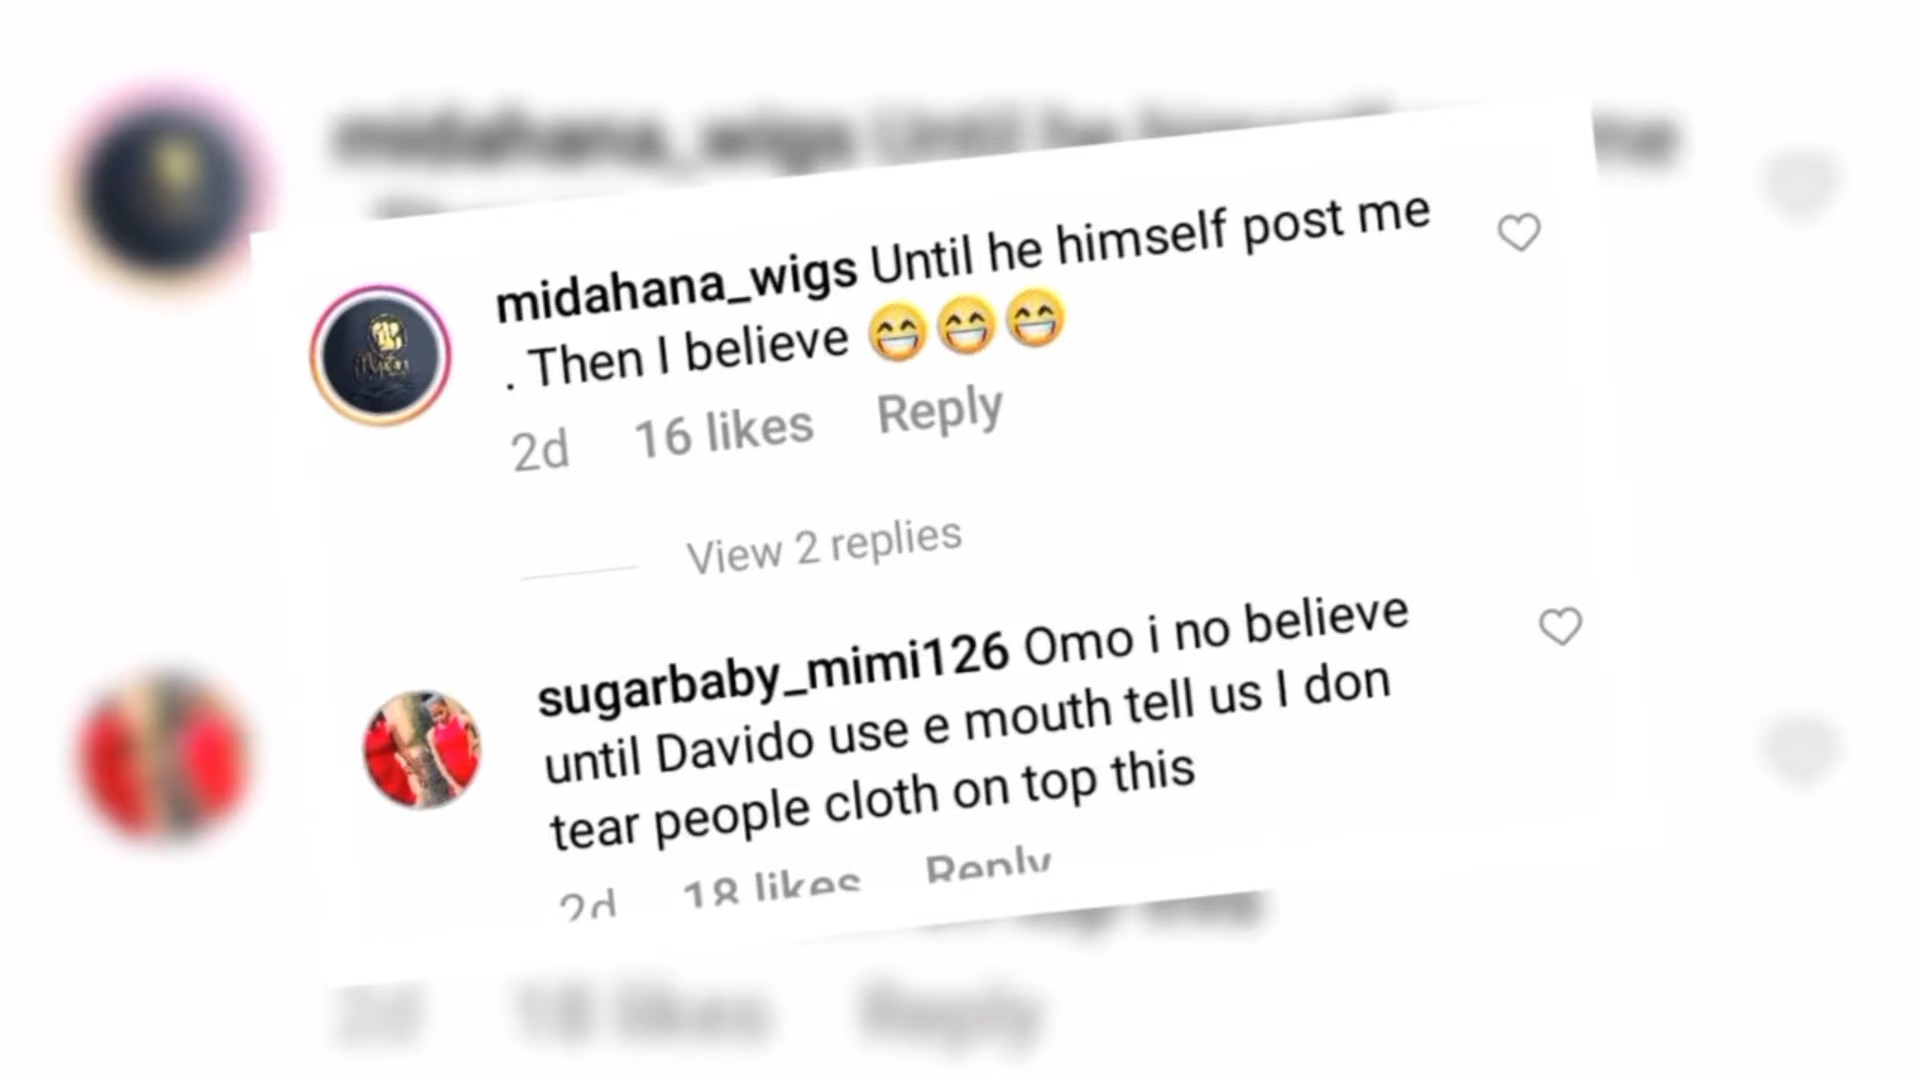 midahana_wigs Until he himself post me
. Then I believe 😁😁😁
2d 16 likes Reply
View 2 replies
sugarbaby_mimi126 Omo i no believe
until Davido use e mouth tell us I don
tear people cloth on top this
2d 18 likes Reply